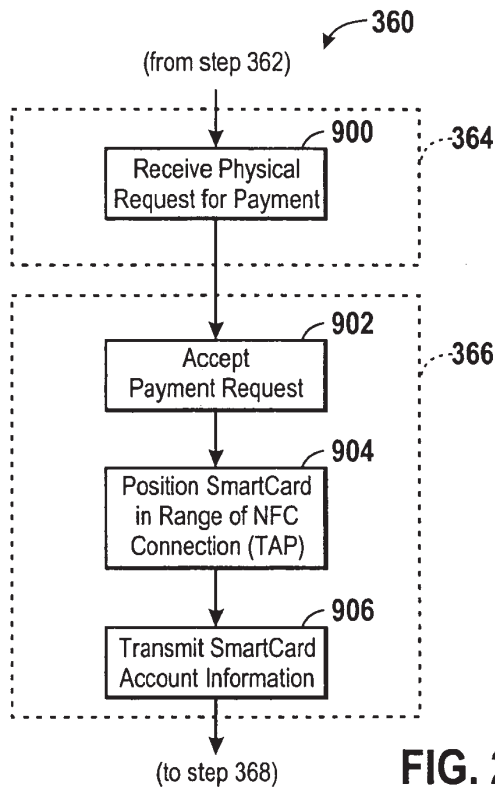 360
(from step 362)
900
364
Receive Physical
Request for Payment
902
366
Accept
Payment Request
904
Position SmartCard
in Range of NFC
Connection (TAP)
906
Transmit SmartCard
Account Information
(to step 368)
FIG.